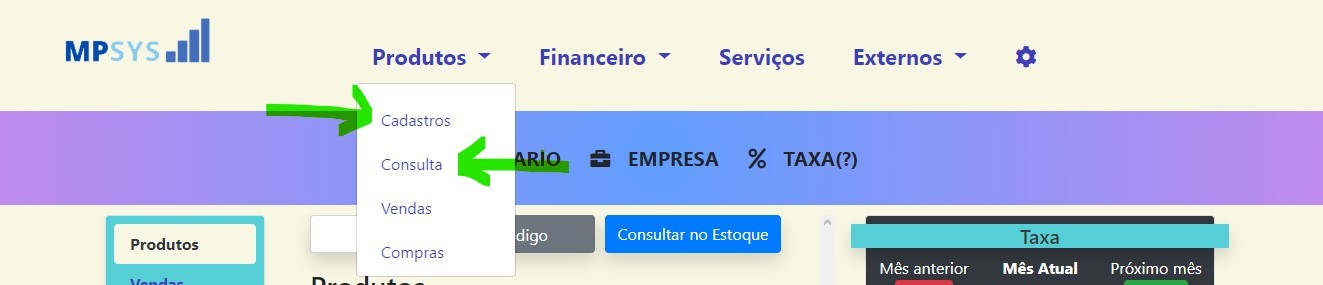 MPSYS
Produtos Financeiro Serviços Externos
Cadastros
Consulta
Vendas
Compras
ARIO EMPRESA TAXA(?)
Produtos
Vendas
digo Consultar no Estoque
Produtos
Taxa
Mês anterior Mês Atual Próximo mês